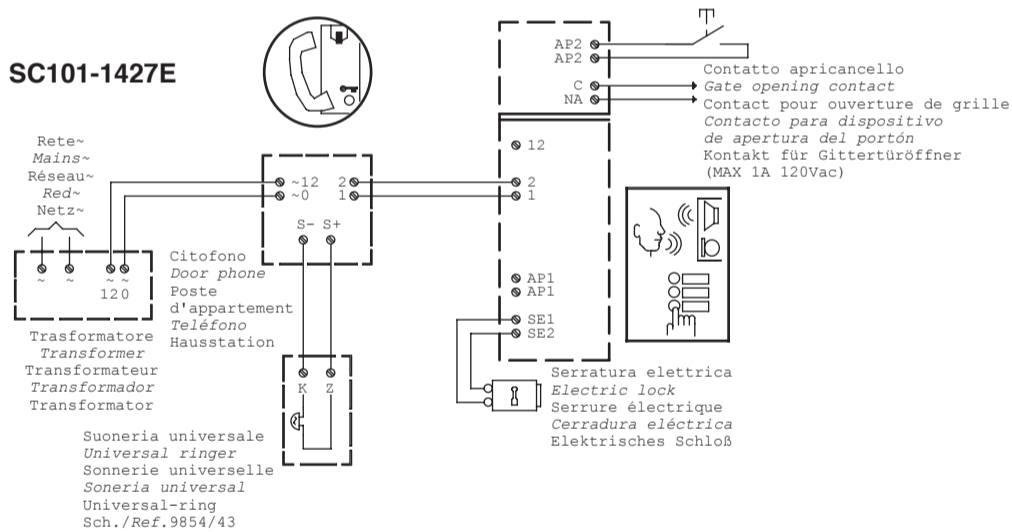 SC101-1427E
AP2
AP2
C
NA
Contatto apricancello
Gate opening contact
Contact pour ouverture de grille
Contacto para dispositivo
de apertura del portón
Kontakt für Gittertüröffner
(MAX 1A 120Vac)
Rete~
Mains~
Réseau~
Red~
Netz~
~12 2
~0 1
S- S+
12
2
1
AP1
AP1
SE1
SE2
~ ~ ~ ~
12 0
Citofono
Door phone
Poste
d'appartement
Teléfono
Hausstation
Trasformatore
Transformer
Transformateur
Transformador
Transformator
K Z
Serratura elettrica
Electric lock
Serrure électrique
Cerradura eléctrica
Elektrisches Schloß
Suoneria universale
Universal ringer
Sonnerie universelle
Soneria universal
Universal-ring
Sch./Ref.9854/43